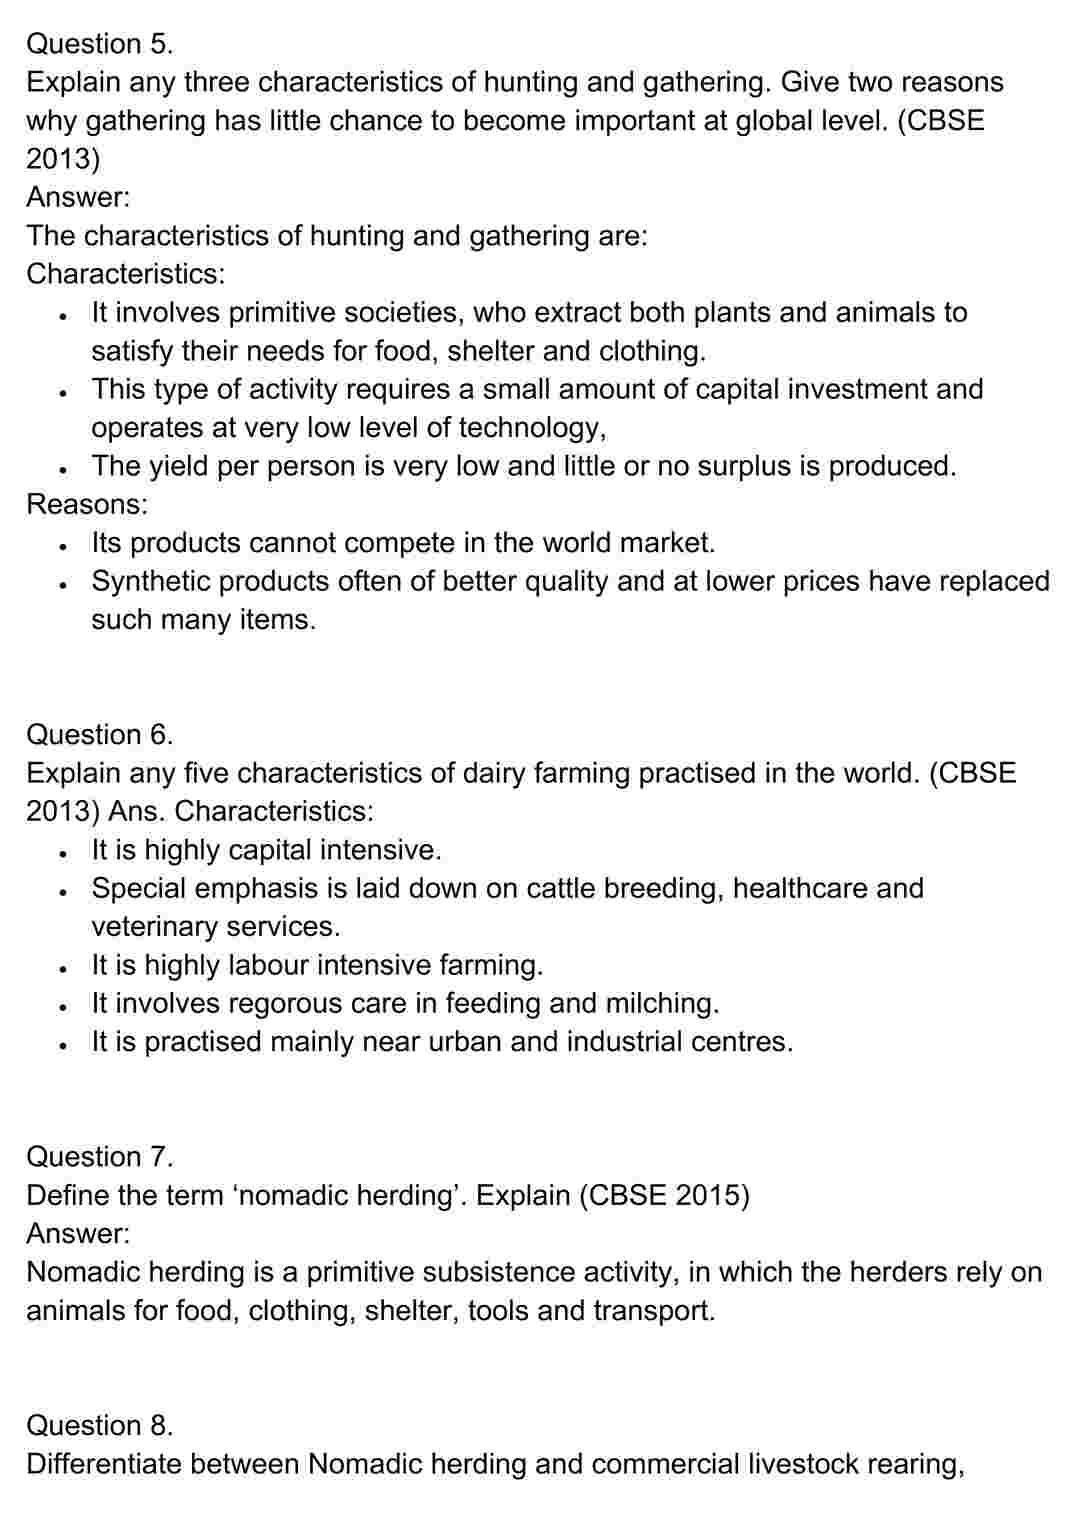 Question 5.
Explain any three characteristics of hunting and gathering. Give two reasons
why gathering has little chance to become important at global level. (CBSE
2013)
Answer:
The characteristics of hunting and gathering are:
Characteristics:
• It involves primitive societies, who extract both plants and animals to
satisfy their needs for food, shelter and clothing.
• This type of activity requires a small amount of capital investment and
operates at very low level of technology,
• The yield per person is very low and little or no surplus is produced.
Reasons:
• Its products cannot compete in the world market.
• Synthetic products often of better quality and at lower prices have replaced
such many items.
Question 6.
Explain any five characteristics of dairy farming practised in the world. (CBSE
2013) Ans. Characteristics:
• It is highly capital intensive.
• Special emphasis is laid down on cattle breeding, healthcare and
veterinary services.
• It is highly labour intensive farming.
• It involves regorous care in feeding and milching.
• It is practised mainly near urban and industrial centres.
Question 7.
Define the term ‘nomadic herding’. Explain (CBSE 2015)
Answer:
Nomadic herding is a primitive subsistence activity, in which the herders rely on
animals for food, clothing, shelter, tools and transport.
Question 8.
Differentiate between Nomadic herding and commercial livestock rearing,